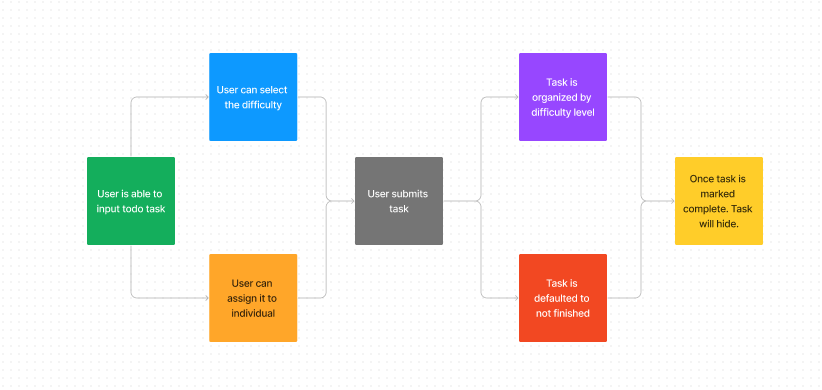 User can select
the difficulty
Task is
organized by
difficulty level
User is able to
input todo task
User submits
task
Once task is
marked
complete. Task
will hide.
User can
assign it to
individual
Task is
defaulted to
not finished